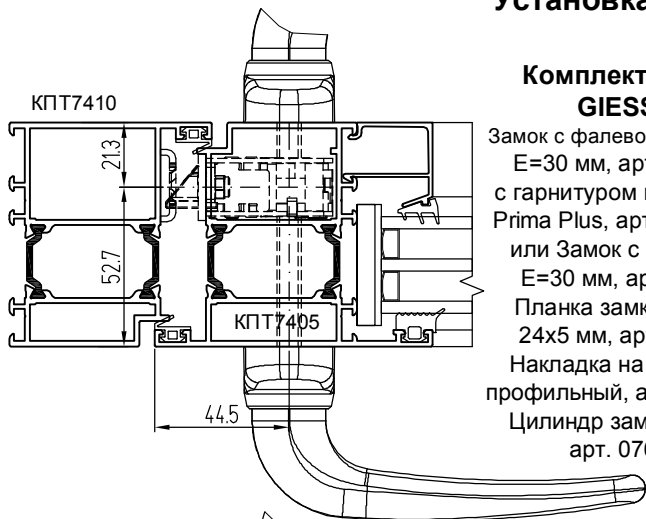 Установка
Комплект
GIESS
КПТ7410
Замок с фалево
E=30 мм, арт
с гарнитуром
Prima Plus, арт
или Замок с
E=30 мм, ар
Планка замк
24x5 мм, ар
Накладка на
профильный, а
Цилиндр зам
арт. 070
21.3
52.7
КПТ7405
44.5